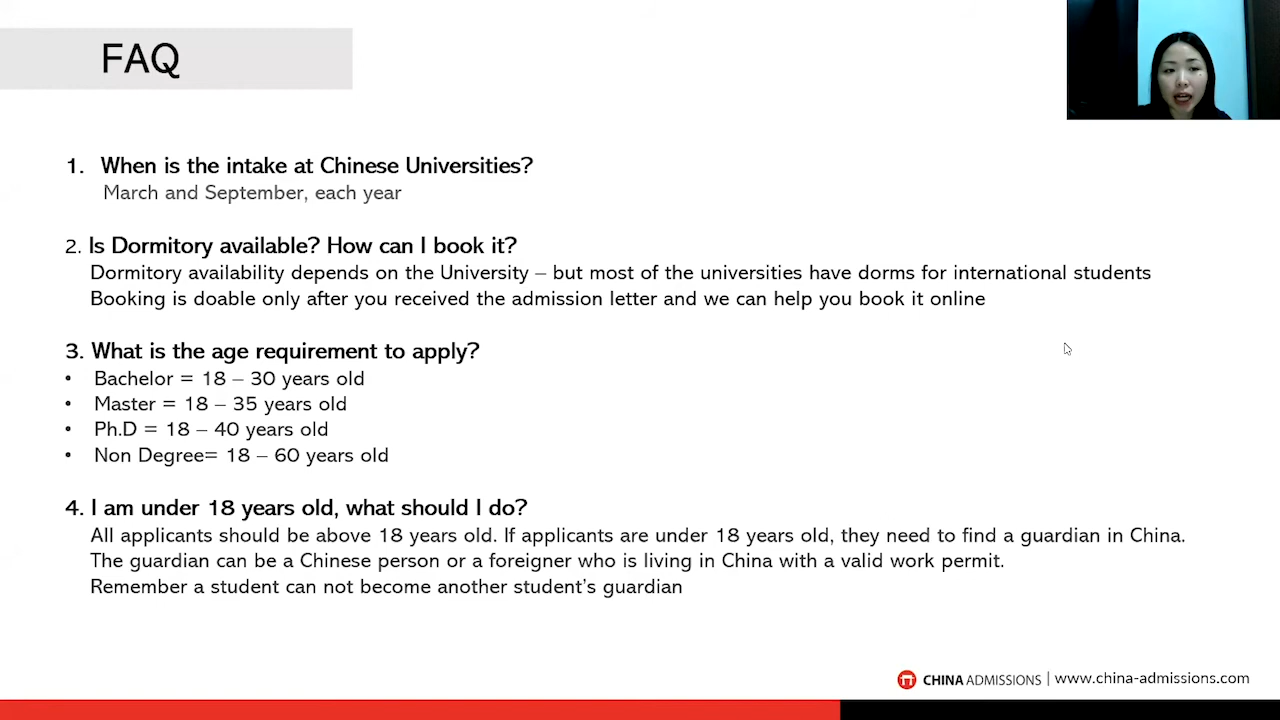 FAQ
1. When is the intake at Chinese Universities?
March and September, each year
2. Is Dormitory available? How can I book it?
Dormitory availability depends on the University – but most of the universities have dorms for international students
Booking is doable only after you received the admission letter and we can help you book it online
3. What is the age requirement to apply?
• Bachelor = 18 – 30 years old
• Master = 18 – 35 years old
• Ph.D = 18 – 40 years old
• Non Degree= 18 – 60 years old
4. I am under 18 years old, what should I do?
All applicants should be above 18 years old. If applicants are under 18 years old, they need to find a guardian in China.
The guardian can be a Chinese person or a foreigner who is living in China with a valid work permit.
Remember a student can not become another student's guardian
CHINA ADMISSIONS | www.china-admissions.com